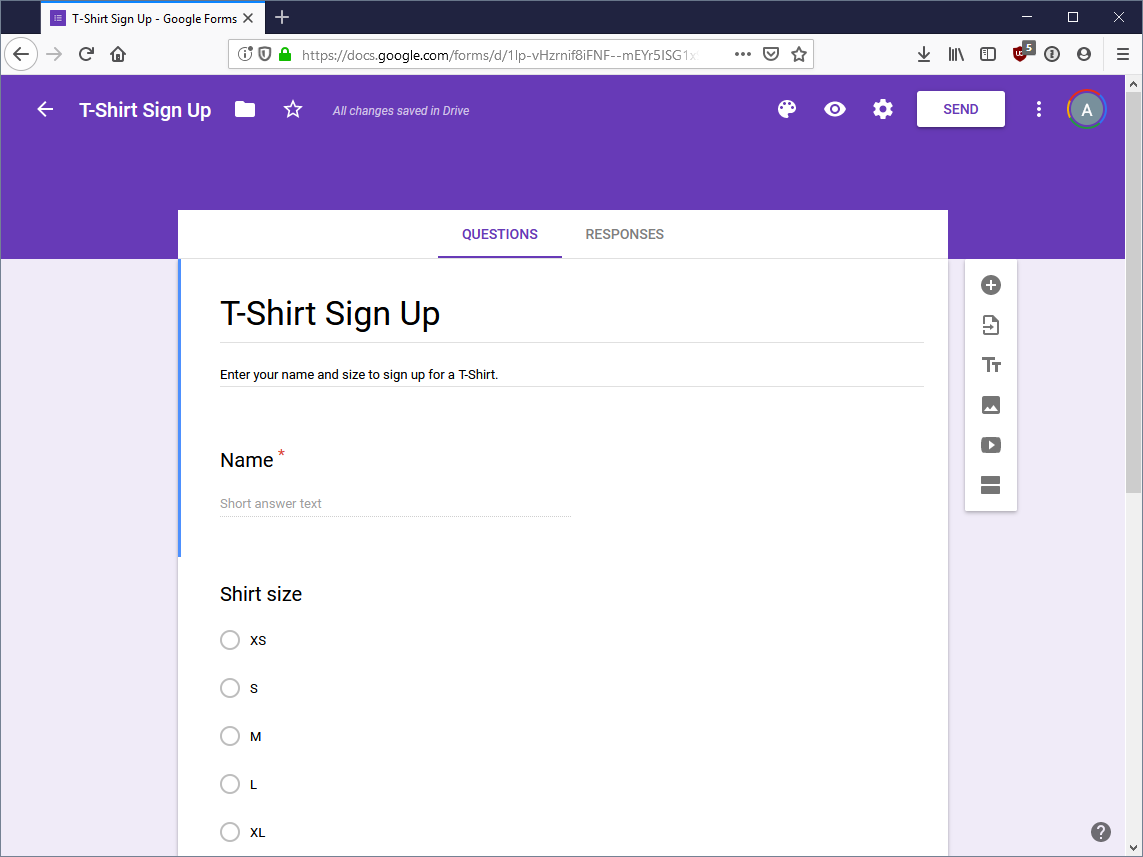 T-Shirt Sign Up - Google Forms
https://docs.google.com/forms/d/1lp-vHzrnif8iFNF--mEYr5ISG1x
5
T-Shirt Sign Up
All changes saved in Drive
SEND
A
QUESTIONS
RESPONSES
T-Shirt Sign Up
Enter your name and size to sign up for a T-Shirt.
Name *
Short answer text
Shirt size
XS
S
M
L
XL